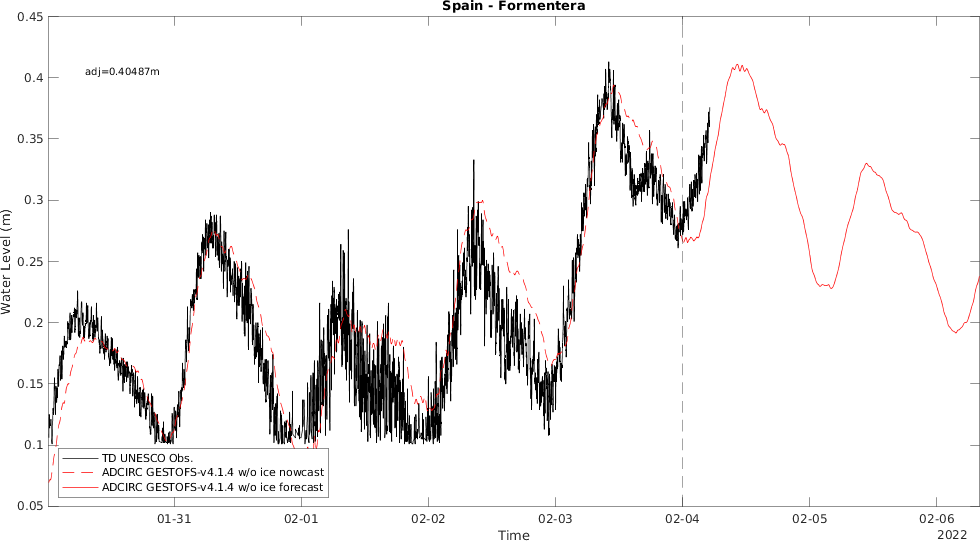 Spain - Formentera
adj=0.40487m
Water Level (m)
0.45
0.4
0.35
0.3
0.25
0.2
0.15
0.1
0.05
TD UNESCO Obs.
ADCIRC GESTOFS-v4.1.4 w/o ice nowcast
ADCIRC GESTOFS-v4.1.4 w/o ice forecast
01-31 02-01 02-02 02-03 02-04 02-05 02-06
Time
2022